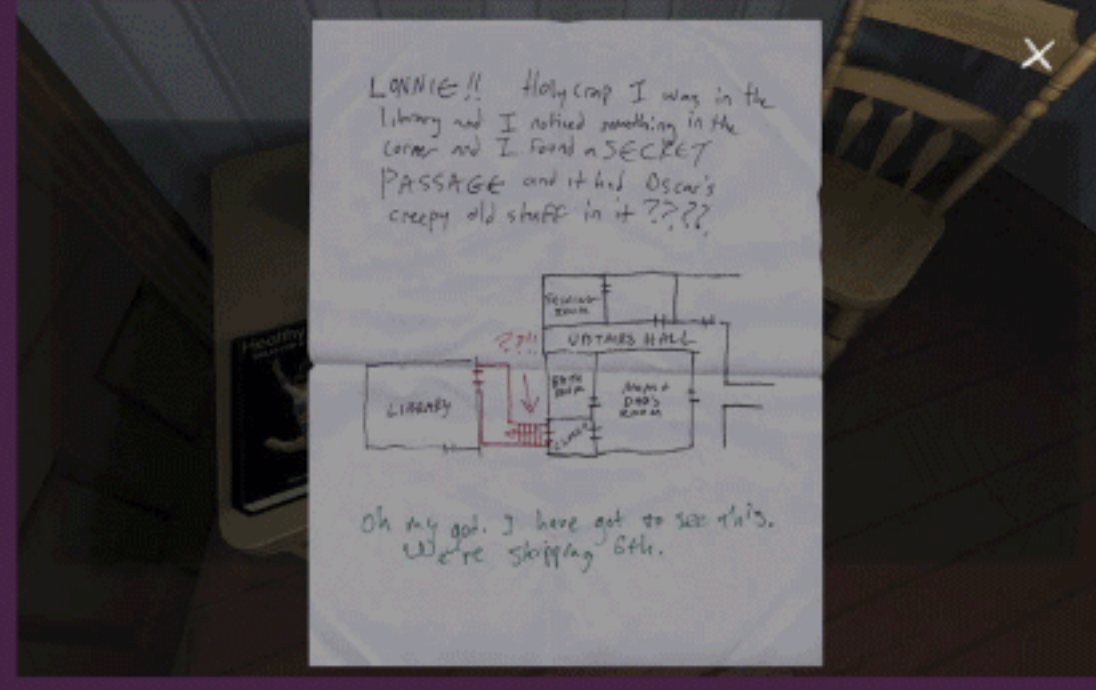 LONNIE!! Holy crap I was in the
library and I noticed something in the
corner and I found a SECRET
PASSAGE and it had Oscar's
creepy old stuff in it ????
SEWING
ROOM
UPSTAIRS HALL
??!!
BATH
ROOM
MOM &
DAD'S
ROOM
LIBRARY
CLOSET
Oh my god. I have got to see this.
We're skipping 6th.
Healthy
X